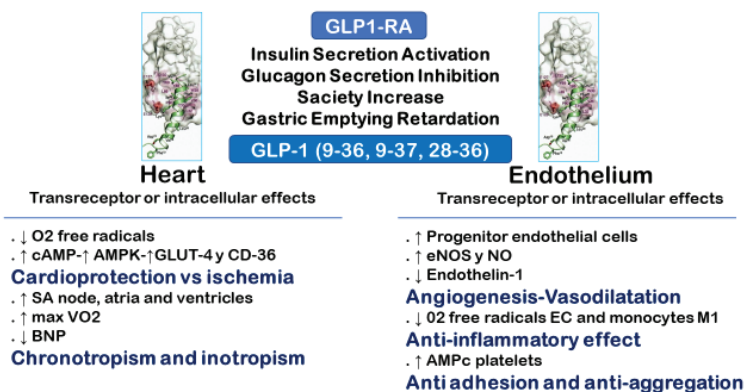 GLP1-RA
Insulin Secretion Activation
Glucagon Secretion Inhibition
Saciety Increase
Gastric Emptying Retardation
GLP-1 (9-36, 9-37, 28-36)
Heart
Transreceptor or intracellular effects
. ↓ O2 free radicals
. ↑ cAMP-↑ AMPK-↑GLUT-4 y CD-36
Cardioprotection vs ischemia
. ↑ SA node, atria and ventricles
. ↑ max VO2
. ↓ BNP
Chronotropism and inotropism
Endothelium
Transreceptor or intracellular effects
. ↑ Progenitor endothelial cells
. ↑ eNOS y NO
. ↓ Endothelin-1
Angiogenesis-Vasodilatation
. ↓ 02 free radicals EC and monocytes M1
Anti-inflammatory effect
. ↑ AMPc platelets
Anti adhesion and anti-aggregation